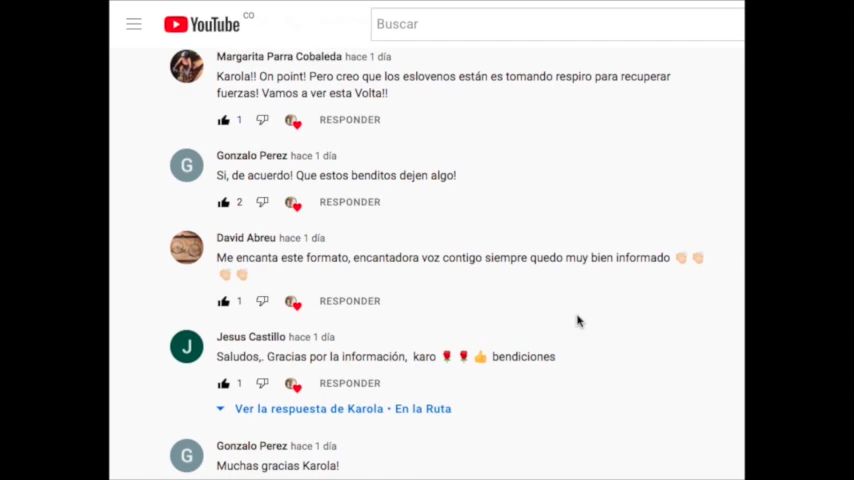 YouTube CO
Buscar
Margarita Parra Cobaleda hace 1 día
Karola!! On point! Pero creo que los eslovenos están es tomando respiro para recuperar
fuerzas! Vamos a ver esta Volta!!
1 RESPONDER
G
Gonzalo Perez hace 1 día
Si, de acuerdo! Que estos benditos dejen algo!
2 RESPONDER
David Abreu hace 1 día
Me encanta este formato, encantadora voz contigo siempre quedo muy bien informado 👏🏻 👏🏻
👏🏻 👏🏻
1 RESPONDER
J
Jesus Castillo hace 1 día
Saludos,. Gracias por la información, karo 🌹 🌹 👍 bendiciones
1 RESPONDER
Ver la respuesta de Karola • En la Ruta
G
Gonzalo Perez hace 1 día
Muchas gracias Karola!